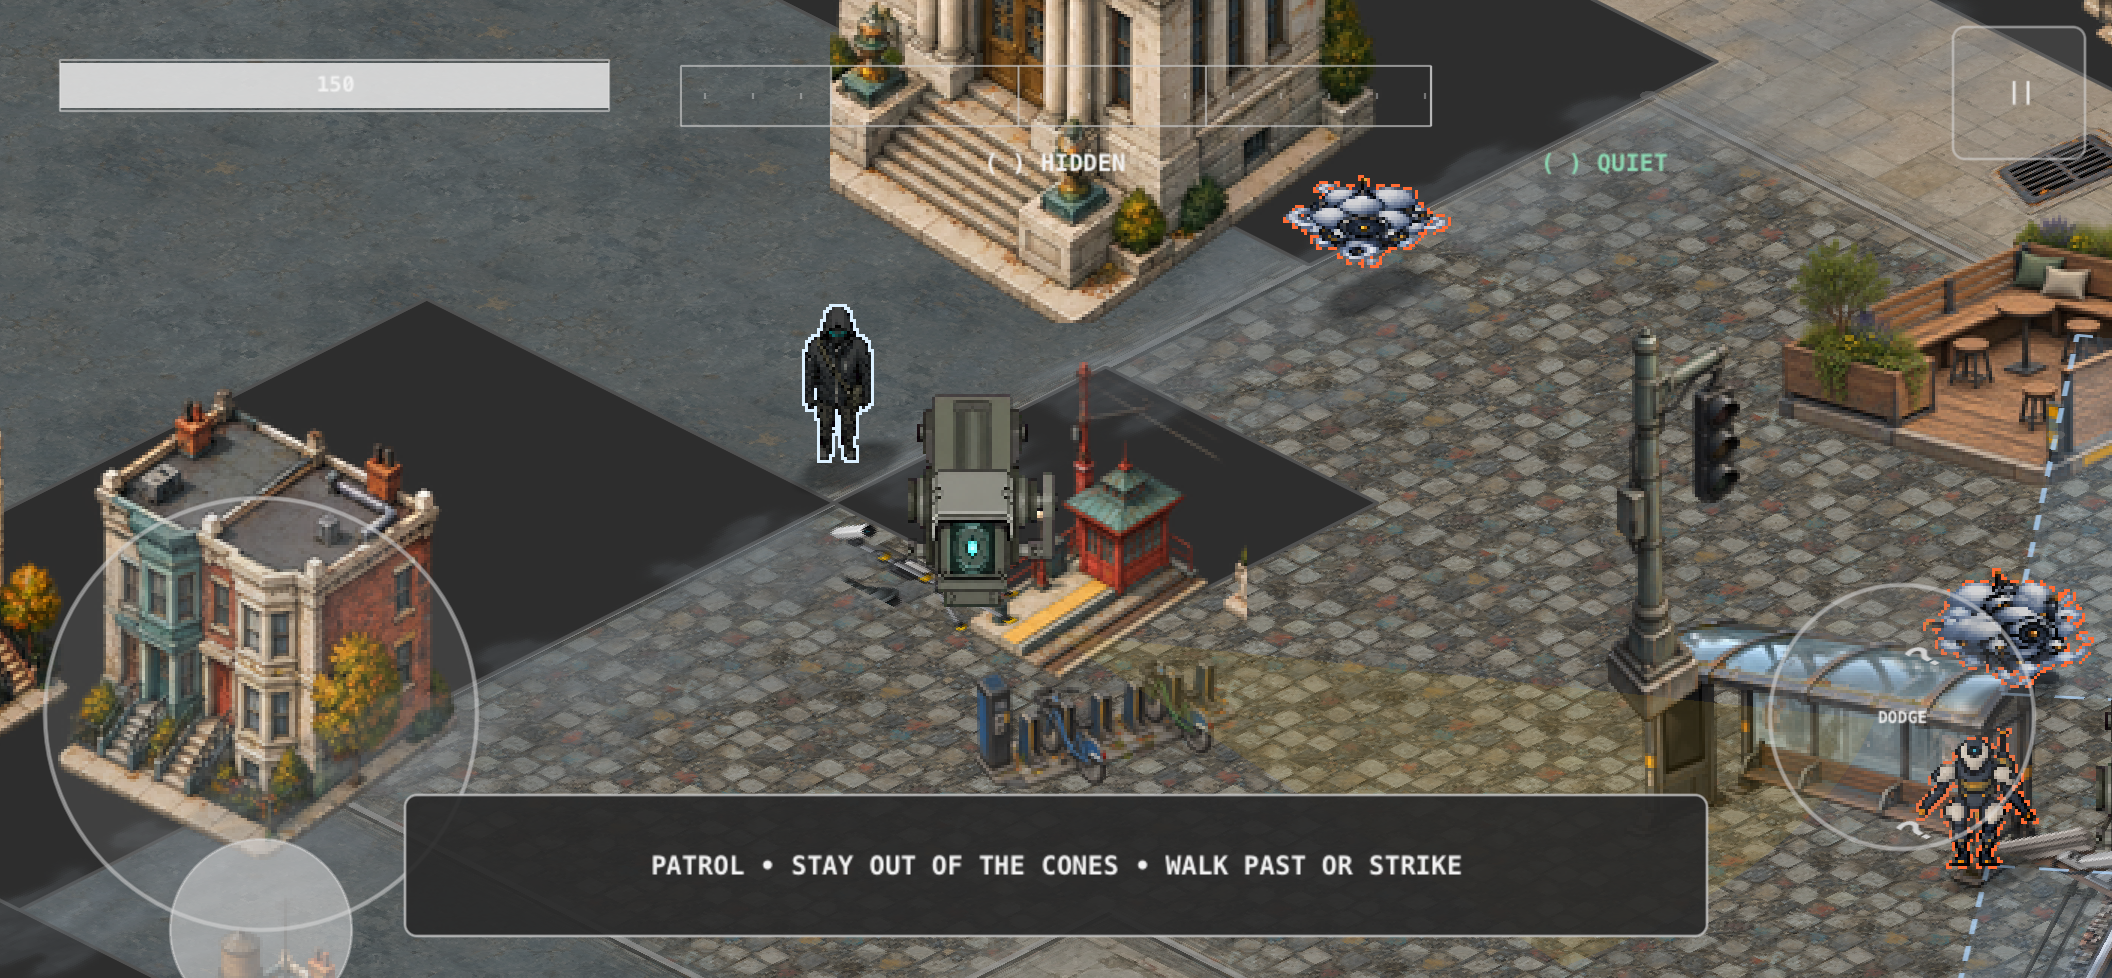 150
( ) HIDDEN
( ) QUIET
DODGE
PATROL • STAY OUT OF THE CONES • WALK PAST OR STRIKE